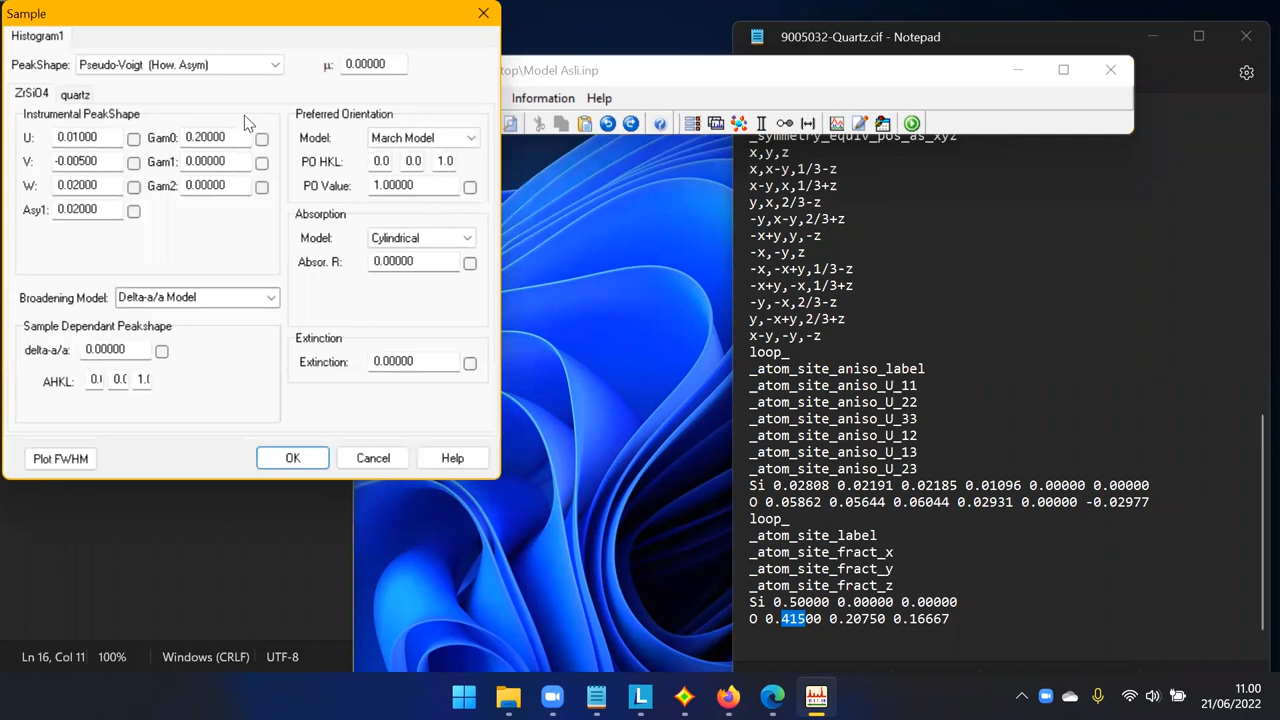 Sample
Histogram1
PeakShape: Pseudo-Voigt (How. Asym) μ: 0.00000
ZrSiO4 quartz
Instrumental PeakShape
U: 0.01000 Gam0: 0.20000
V: -0.00500 Gam1: 0.00000
W: 0.02000 Gam2: 0.00000
Asy1: 0.02000
Broadening Model: Delta-a/a Model
Sample Dependant Peakshape
delta-a/a: 0.00000
AHKL: 0.( 0.( 1.(
Preferred Orientation
Model: March Model
PO HKL: 0.0 0.0 1.0
PO Value: 1.00000
Absorption
Model: Cylindrical
Absor. R: 0.00000
Extinction
Extinction: 0.00000
Plot FWHM OK Cancel Help
top\Model Asli.inp
Information Help
9005032-Quartz.cif - Notepad
_symmetry_equiv_pos_as_xyz
x,y,z
x,x-y,1/3-z
x-y,x,1/3+z
y,x,2/3-z
-y,x-y,2/3+z
-x+y,y,-z
-x,-y,z
-x,-x+y,1/3-z
-x+y,-x,1/3+z
-y,-x,2/3-z
y,-x+y,2/3+z
x-y,-y,-z
loop_
_atom_site_aniso_label
_atom_site_aniso_U_11
_atom_site_aniso_U_22
_atom_site_aniso_U_33
_atom_site_aniso_U_12
_atom_site_aniso_U_13
_atom_site_aniso_U_23
Si 0.02808 0.02191 0.02185 0.01096 0.00000 0.00000
O 0.05862 0.05644 0.06044 0.02931 0.00000 -0.02977
loop_
_atom_site_label
_atom_site_fract_x
_atom_site_fract_y
_atom_site_fract_z
Si 0.50000 0.00000 0.00000
O 0.41500 0.20750 0.16667
Ln 16, Col 11 100% Windows (CRLF) UTF-8
11.00
21/06/2022